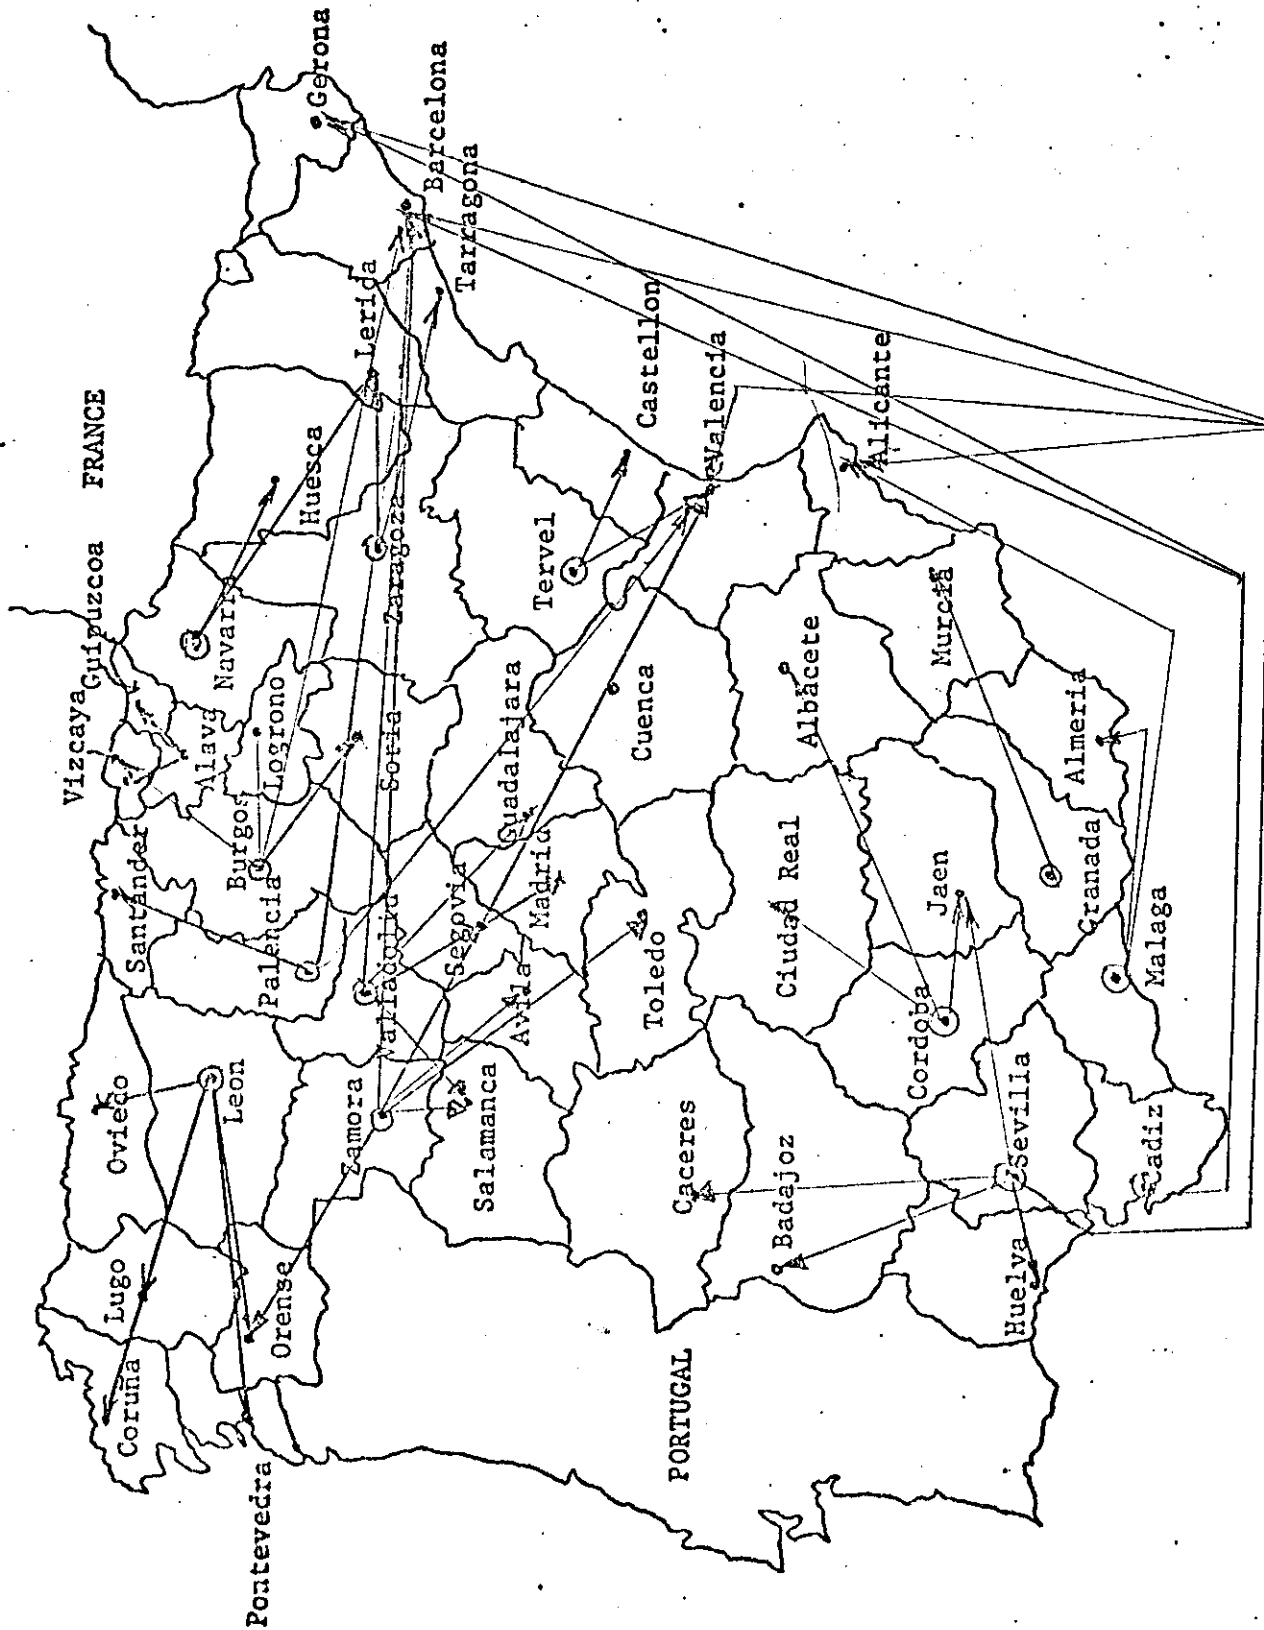 Vizcaya
Guipuzcoa
FRANCE
Coruña
Lugo
Oviedo
Santander
Alava
Navarra
Huesca
Gerona
Burgos
Logrono
Lerida
Pontevedra
Orense
Leon
Palencia
Zamora
Valladolid
Soria
Zaragoza
Barcelona
Tarragona
Salamanca
Avila
Segovia
Madrid
Guadalajara
Tervel
Castellon
Toledo
Cuenca
Valencia
PORTUGAL
Caceres
Badajoz
Ciudad Real
Albacete
Alicante
Cordoba
Jaen
Murcia
Huelva
Sevilla
Granada
Almeria
Cadiz
Malaga